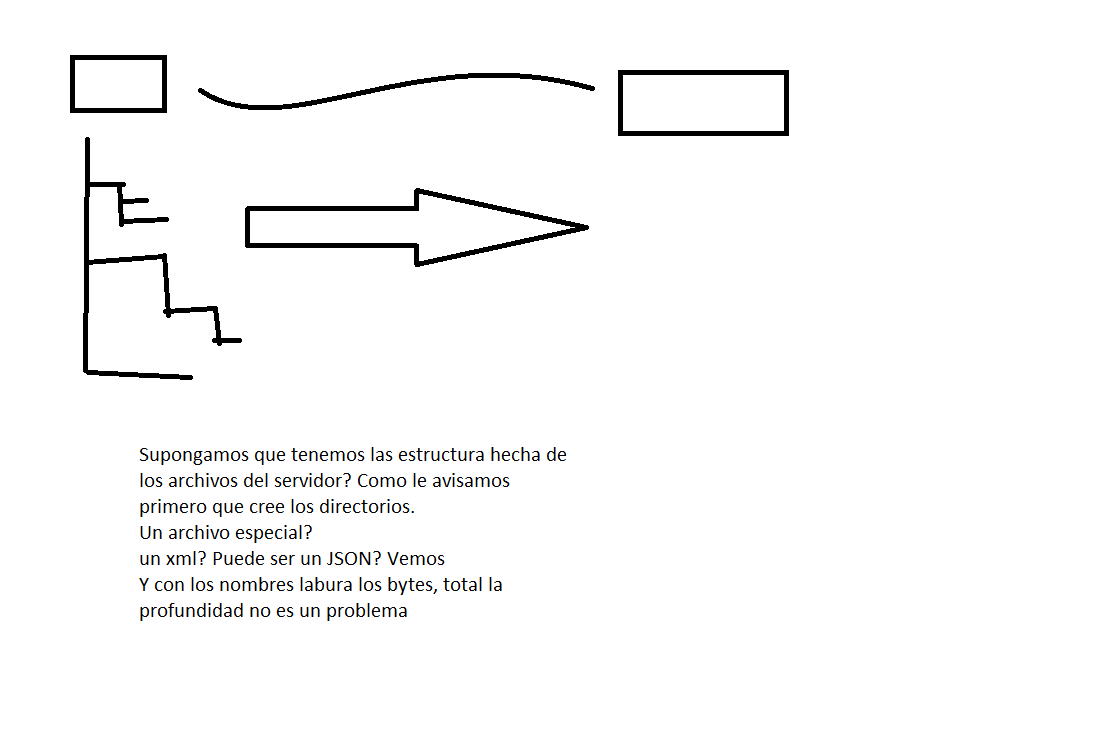 Supongamos que tenemos las estructura hecha de
los archivos del servidor? Como le avisamos
primero que cree los directorios.
Un archivo especial?
un xml? Puede ser un JSON? Vemos
Y con los nombres labura los bytes, total la
profundidad no es un problema